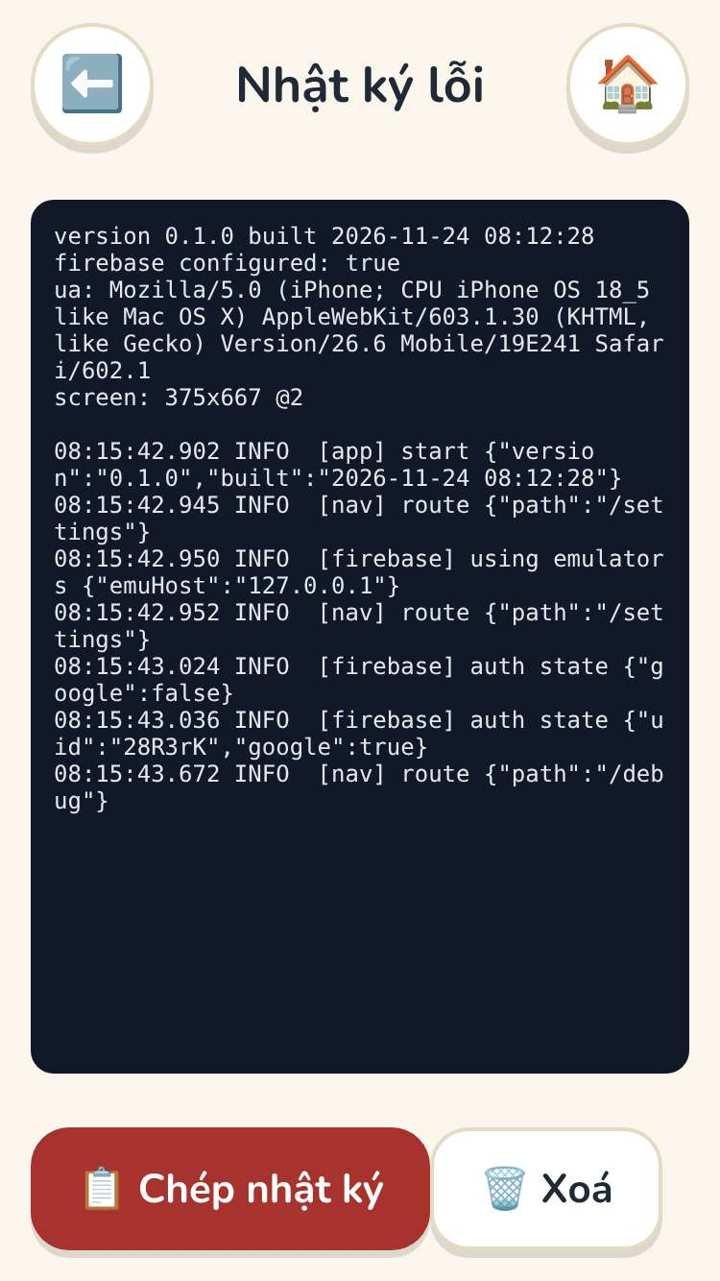 Nhật ký lỗi
version 0.1.0 built 2026-11-24 08:12:28
firebase configured: true
ua: Mozilla/5.0 (iPhone; CPU iPhone OS 18_5
like Mac OS X) AppleWebKit/603.1.30 (KHTML,
like Gecko) Version/26.6 Mobile/19E241 Safar
i/602.1
screen: 375x667 @2
08:15:42.902 INFO  [app] start {"versio
n":"0.1.0","built":"2026-11-24 08:12:28"}
08:15:42.945 INFO  [nav] route {"path":"/set
tings"}
08:15:42.950 INFO  [firebase] using emulator
s {"emuHost":"127.0.0.1"}
08:15:42.952 INFO  [nav] route {"path":"/set
tings"}
08:15:43.024 INFO  [firebase] auth state {"g
oogle":false}
08:15:43.036 INFO  [firebase] auth state {"u
id":"28R3rK","google":true}
08:15:43.672 INFO  [nav] route {"path":"/deb
ug"}
Chép nhật ký
Xoá